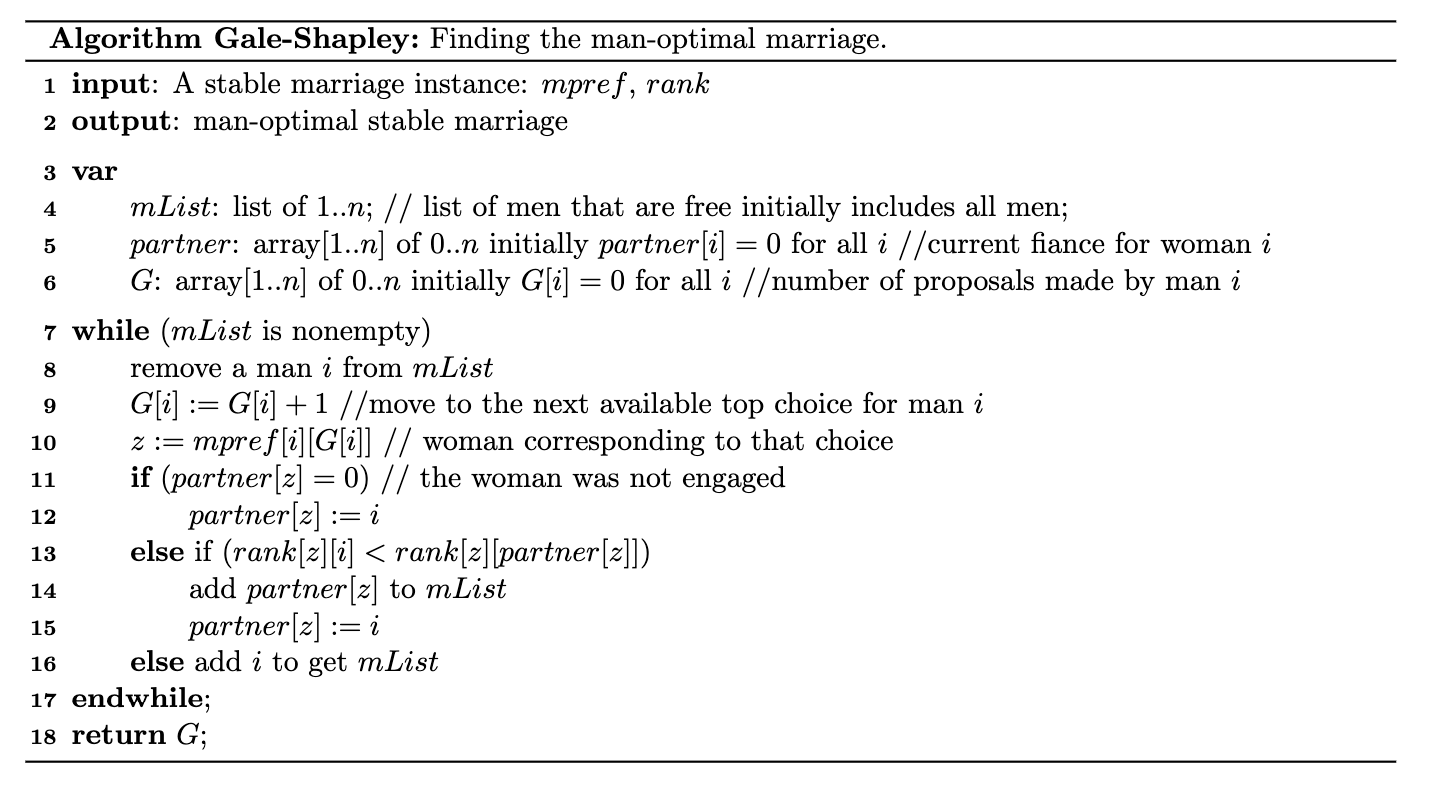 Algorithm Gale-Shapley: Finding the man-optimal marriage.
1 input: A stable marriage instance: mpref, rank
2 output: man-optimal stable marriage
3 var
4 mList: list of 1..n; // list of men that are free initially includes all men;
5 partner: array[1..n] of 0..n initially partner[i] = 0 for all i //current fiance for woman i
6 G: array[1..n] of 0..n initially G[i] = 0 for all i //number of proposals made by man i
7 while (mList is nonempty)
8 remove a man i from mList
9 G[i] := G[i] + 1 //move to the next available top choice for man i
10 z := mpref[i][G[i]] // woman corresponding to that choice
11 if (partner[z] = 0) // the woman was not engaged
12 partner[z] := i
13 else if (rank[z][i] < rank[z][partner[z]])
14 add partner[z] to mList
15 partner[z] := i
16 else add i to get mList
17 endwhile;
18 return G;